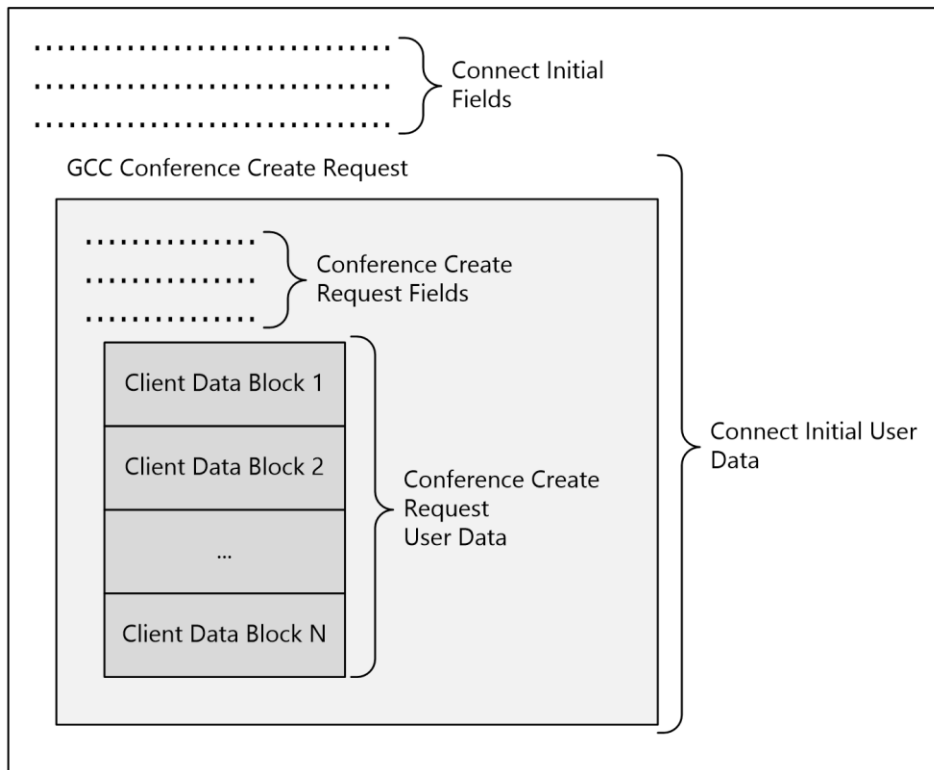 Connect Initial
Fields
GCC Conference Create Request
Conference Create
Request Fields
Client Data Block 1
Client Data Block 2
...
Client Data Block N
Conference Create
Request
User Data
Connect Initial User
Data